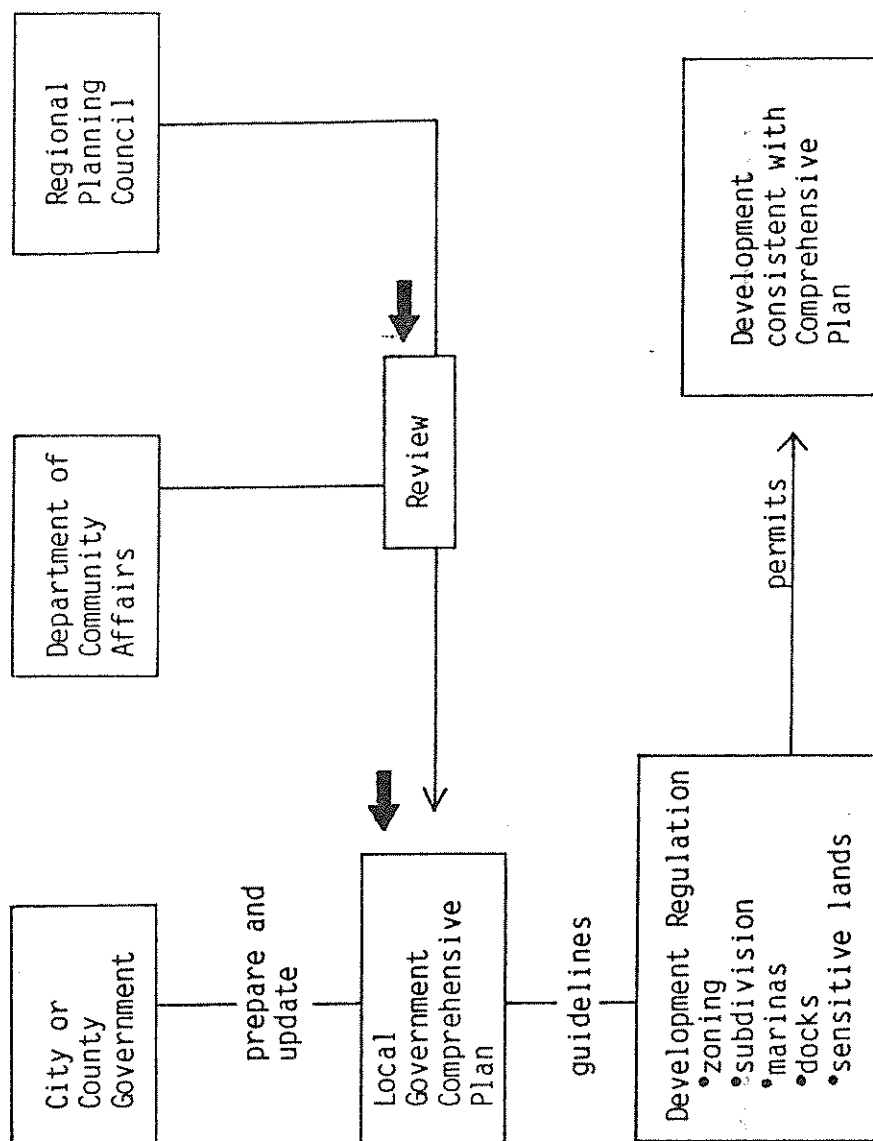 City or
County
Government
Department of
Community
Affairs
Regional
Planning
Council
prepare and
update
Local
Government
Comprehensive
Plan
Review
guidelines
Development Regulation
•zoning
•subdivision
•marinas
•docks
•sensitive lands
permits
Development
consistent with
Comprehensive
Plan